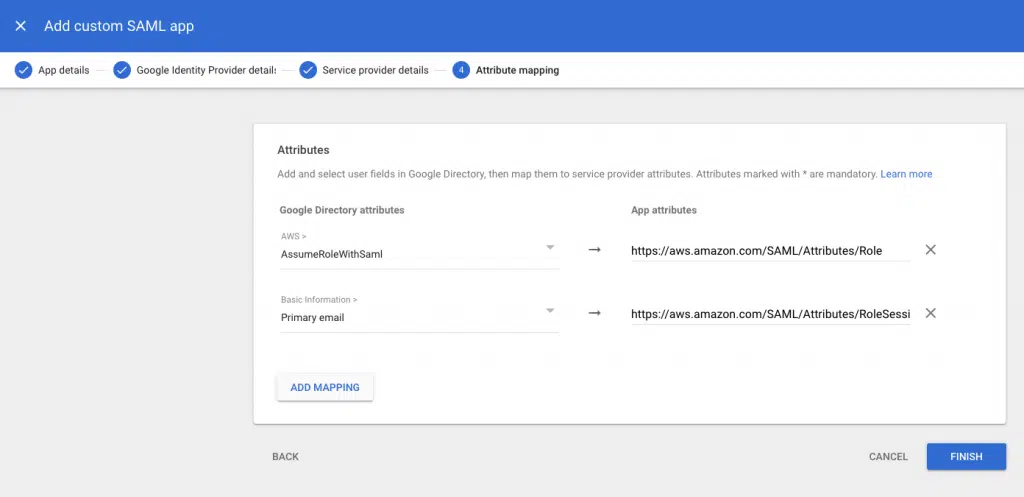 Add custom SAML app
App details
Google Identity Provider details
Service provider details
4
Attribute mapping
Attributes
Add and select user fields in Google Directory, then map them to service provider attributes. Attributes marked with * are mandatory. Learn more
Google Directory attributes
App attributes
AWS >
AssumeRoleWithSaml
https://aws.amazon.com/SAML/Attributes/Role
Basic Information >
Primary email
https://aws.amazon.com/SAML/Attributes/RoleSessi
ADD MAPPING
BACK
CANCEL
FINISH